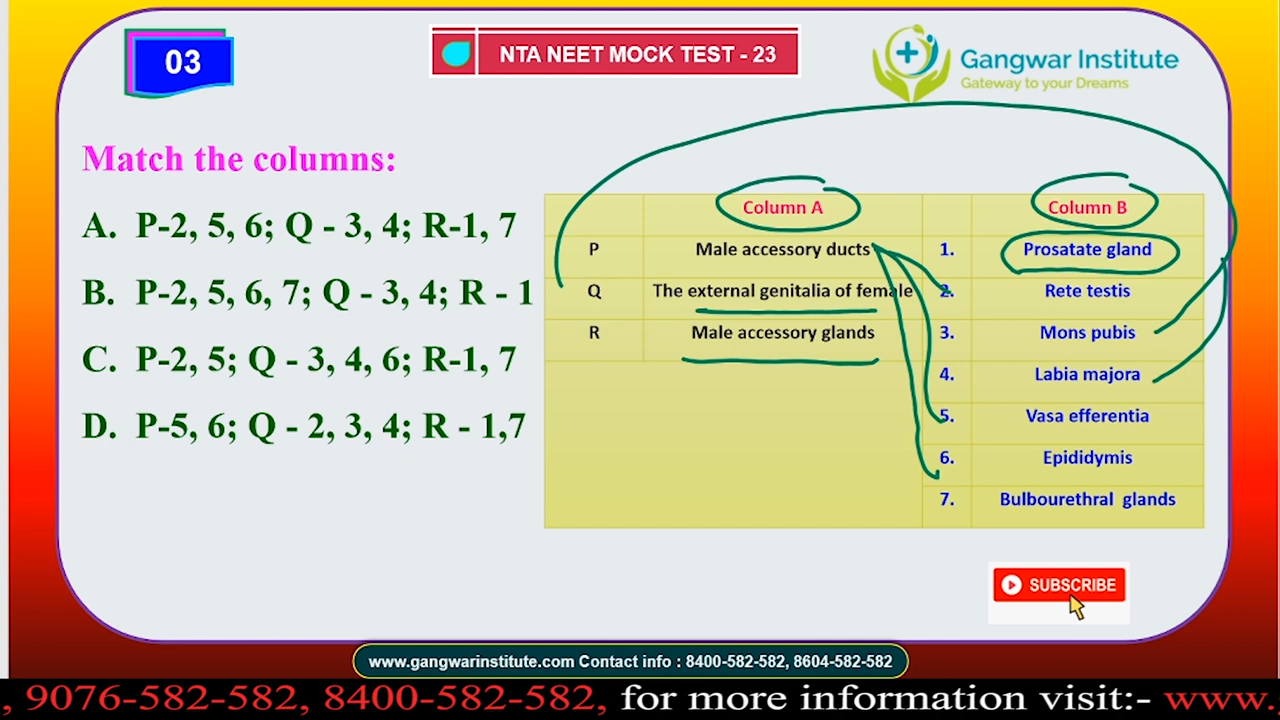 03
NTA NEET MOCK TEST - 23
Gangwar Institute
Gateway to your Dreams
Match the columns:
A. P-2, 5, 6; Q - 3, 4; R-1, 7
B. P-2, 5, 6, 7; Q - 3, 4; R - 1
C. P-2, 5; Q - 3, 4, 6; R-1, 7
D. P-5, 6; Q - 2, 3, 4; R - 1,7
Column A Column B
P Male accessory ducts 1. Prosatate gland
Q The external genitalia of female 2. Rete testis
R Male accessory glands 3. Mons pubis
4. Labia majora
5. Vasa efferentia
6. Epididymis
7. Bulbourethral glands
SUBSCRIBE
www.gangwarinstitute.com Contact info : 8400-582-582, 8604-582-582
, 9076-582-582, 8400-582-582, for more information visit:- www.